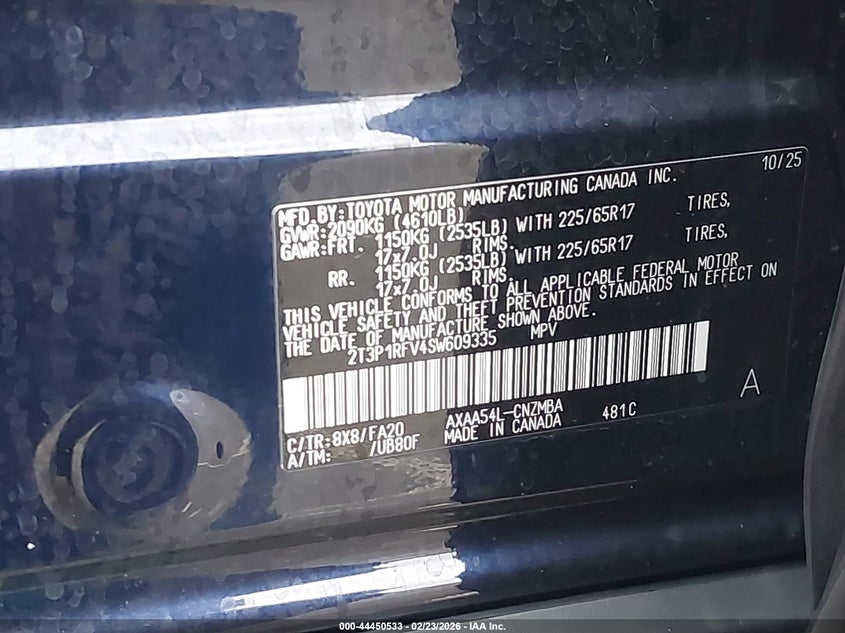 10/25
MFD.BY:TOYOTA MOTOR MANUFACTURING CANADA INC.
GVWR:2090KG (4610LB)
GAWR:FRT. 1150KG (2535LB) WITH 225/65R17 TIRES,
17x7.0J RIMS.
RR. 1150KG (2535LB) WITH 225/65R17 TIRES,
17x7.0J RIMS.
THIS VEHICLE CONFORMS TO ALL APPLICABLE FEDERAL MOTOR
VEHICLE SAFETY AND THEFT PREVENTION STANDARDS IN EFFECT ON
THE DATE OF MANUFACTURE SHOWN ABOVE.
2T3P1RFV4SW609335 MPV
A
C/TR:8X8/FA20 AXAA54L-CNZMBA 481C
A/TM: /UB80F MADE IN CANADA
000-44450533 - 02/23/2026 - IAA Inc.